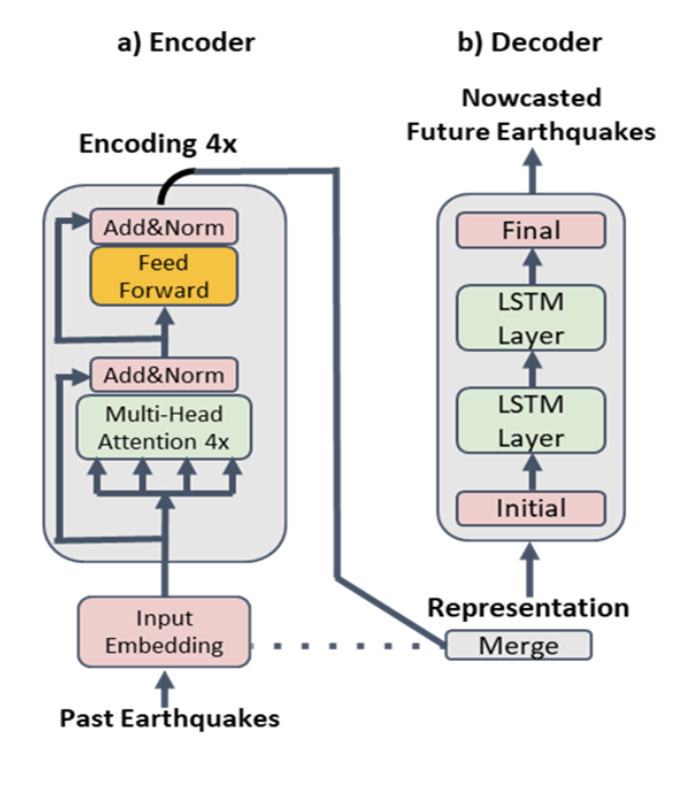 a) Encoder
Encoding 4x
Add&Norm
Feed
Forward
Add&Norm
Multi-Head
Attention 4x
Input
Embedding
Past Earthquakes
b) Decoder
Nowcasted
Future Earthquakes
Final
LSTM
Layer
LSTM
Layer
Initial
Representation
Merge